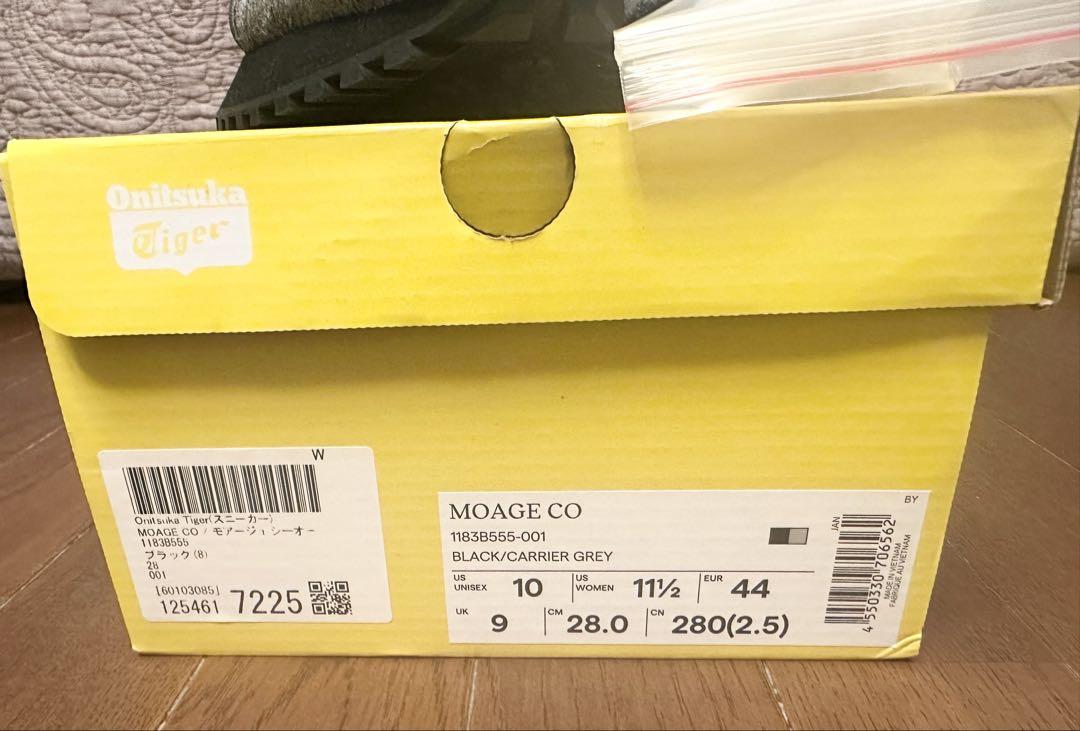 Onitsuka
Tiger
W
Onitsuka Tiger(スニーカー)
MOAGE CO / モアージュシーオー
1183B555
ブラック(8)
28
001
[60103085]
125461 7225
MOAGE CO
BY
1183B555-001
BLACK/CARRIER GREY
US UNISEX 10
US WOMEN 11½
EUR 44
UK 9
CM 28.0
CN 280(2.5)
JAN
4 550330 706562
MADE IN VIETNAM
FABRIQUÉ AU VIETNAM